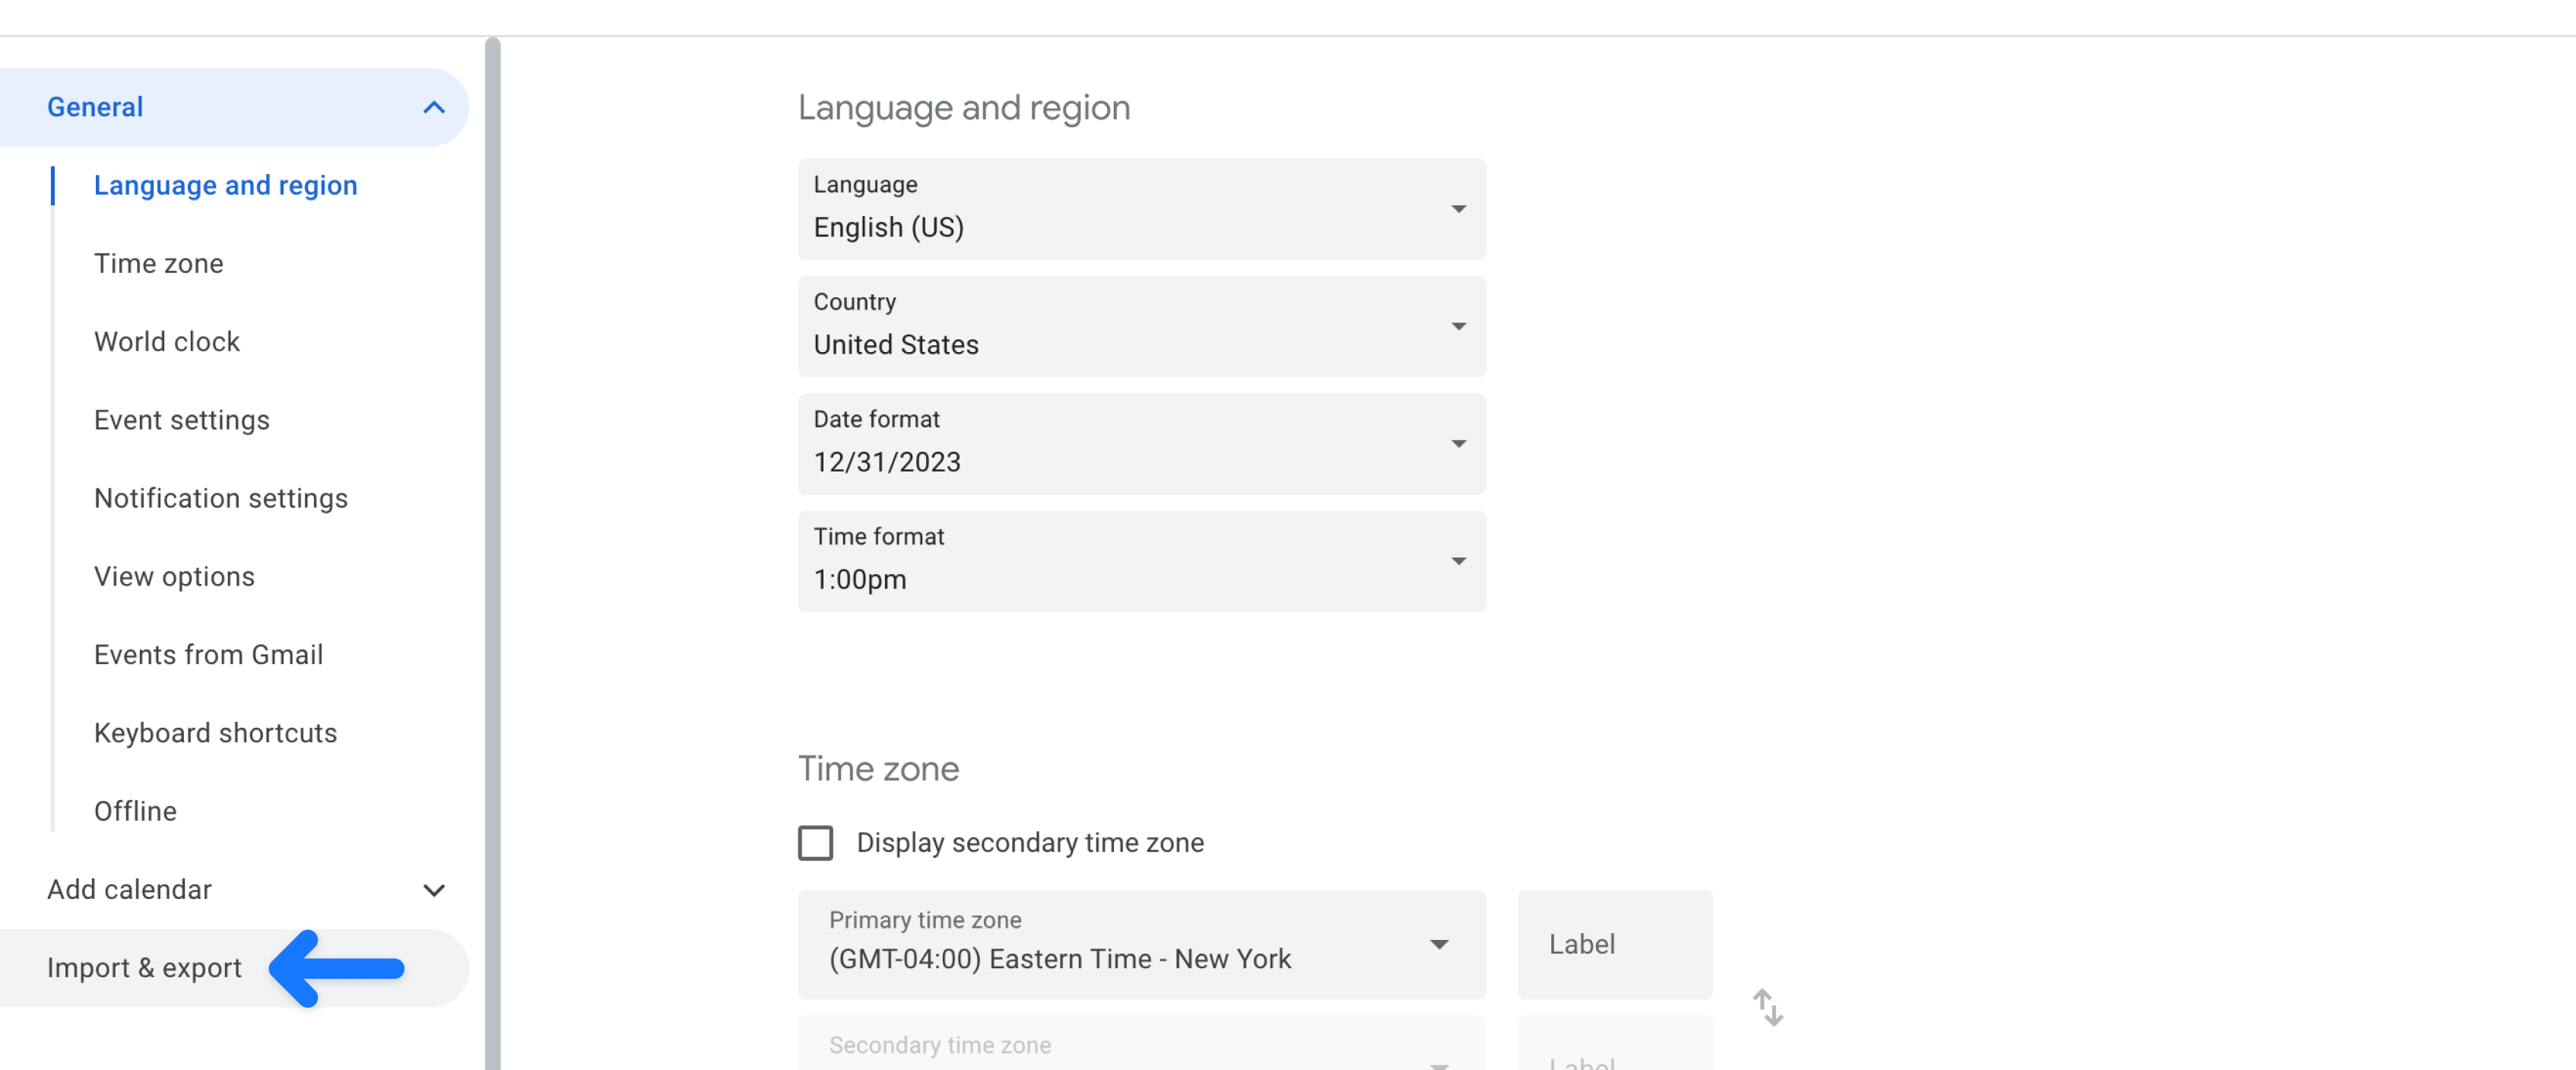 General
Language and region
Time zone
World clock
Event settings
Notification settings
View options
Events from Gmail
Keyboard shortcuts
Offline
Add calendar
Import & export
Language and region
Language
English (US)
Country
United States
Date format
12/31/2023
Time format
1:00pm
Time zone
Display secondary time zone
Primary time zone
(GMT-04:00) Eastern Time - New York
Label
Secondary time zone
Label